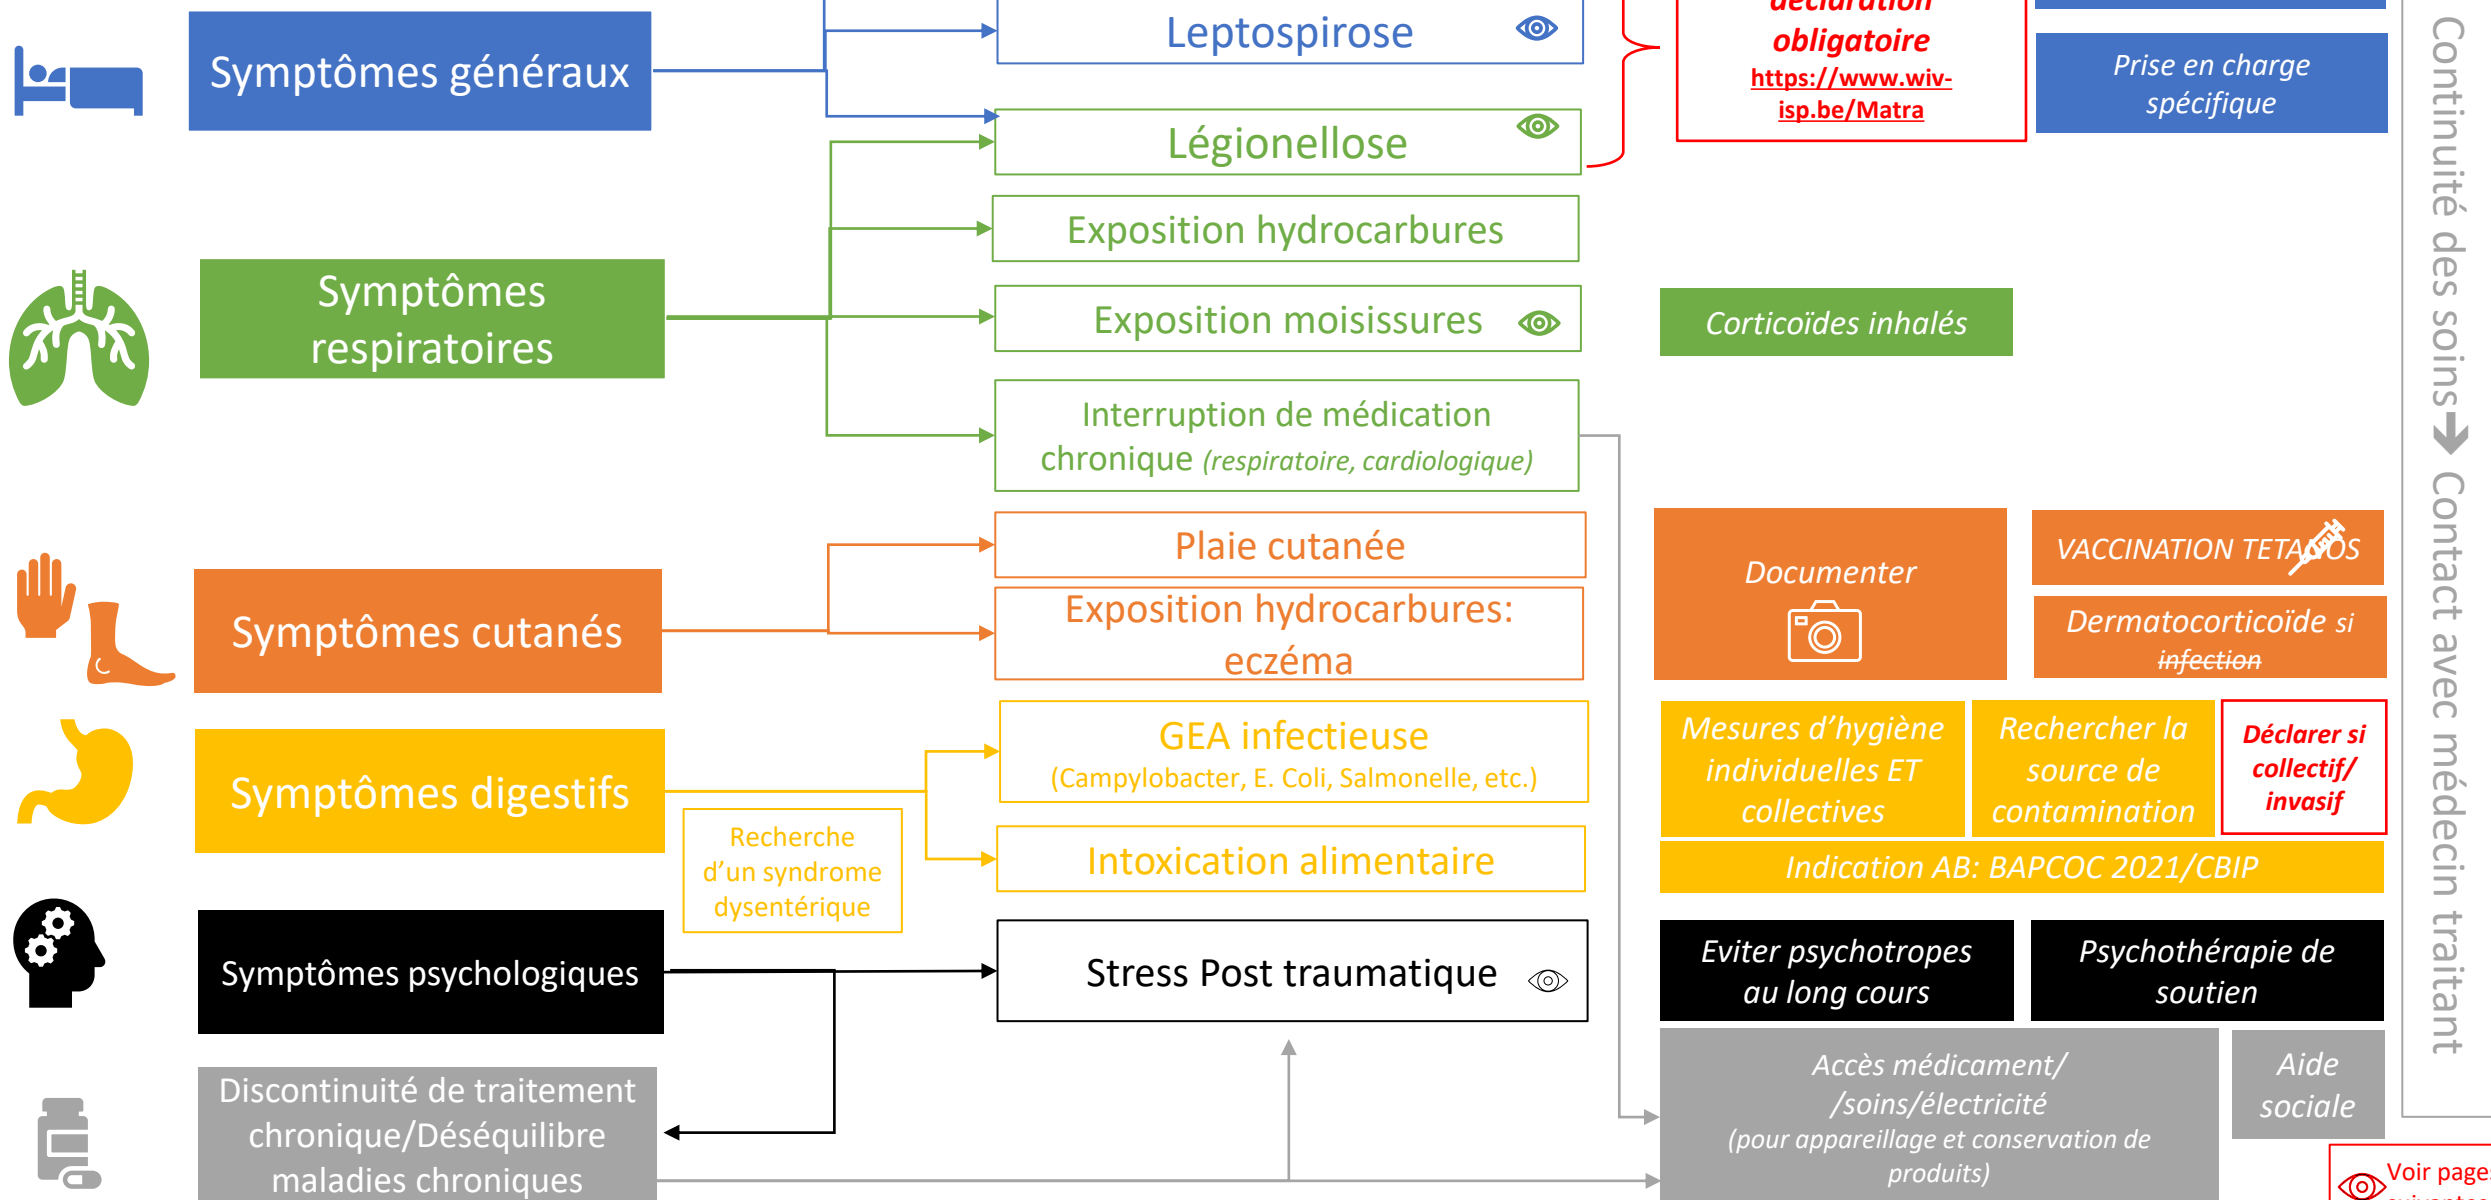 déclaration
obligatoire
https://www.wiv-
isp.be/Matra
Symptômes généraux
Leptospirose
Prise en charge
spécifique
Légionellose
Exposition hydrocarbures
Symptômes
respiratoires
Exposition moisissures
Corticoïdes inhalés
Interruption de médication
chronique (respiratoire, cardiologique)
Plaie cutanée
Symptômes cutanés
Exposition hydrocarbures:
eczéma
Documenter
VACCINATION TETANOS
Dermatocorticoïde si
infection
Symptômes digestifs
GEA infectieuse
(Campylobacter, E. Coli, Salmonelle, etc.)
Mesures d’hygiène
individuelles ET
collectives
Rechercher la
source de
contamination
Déclarer si
collectif/
invasif
Recherche
d’un syndrome
dysentérique
Intoxication alimentaire
Indication AB: BAPCOC 2021/CBIP
Symptômes psychologiques
Stress Post traumatique
Eviter psychotropes
au long cours
Psychothérapie de
soutien
Discontinuité de traitement
chronique/Déséquilibre
maladies chroniques
Accès médicament/
/soins/électricité
(pour appareillage et conservation de
produits)
Aide
sociale
Continuité des soins➔ Contact avec médecin traitant
Voir page